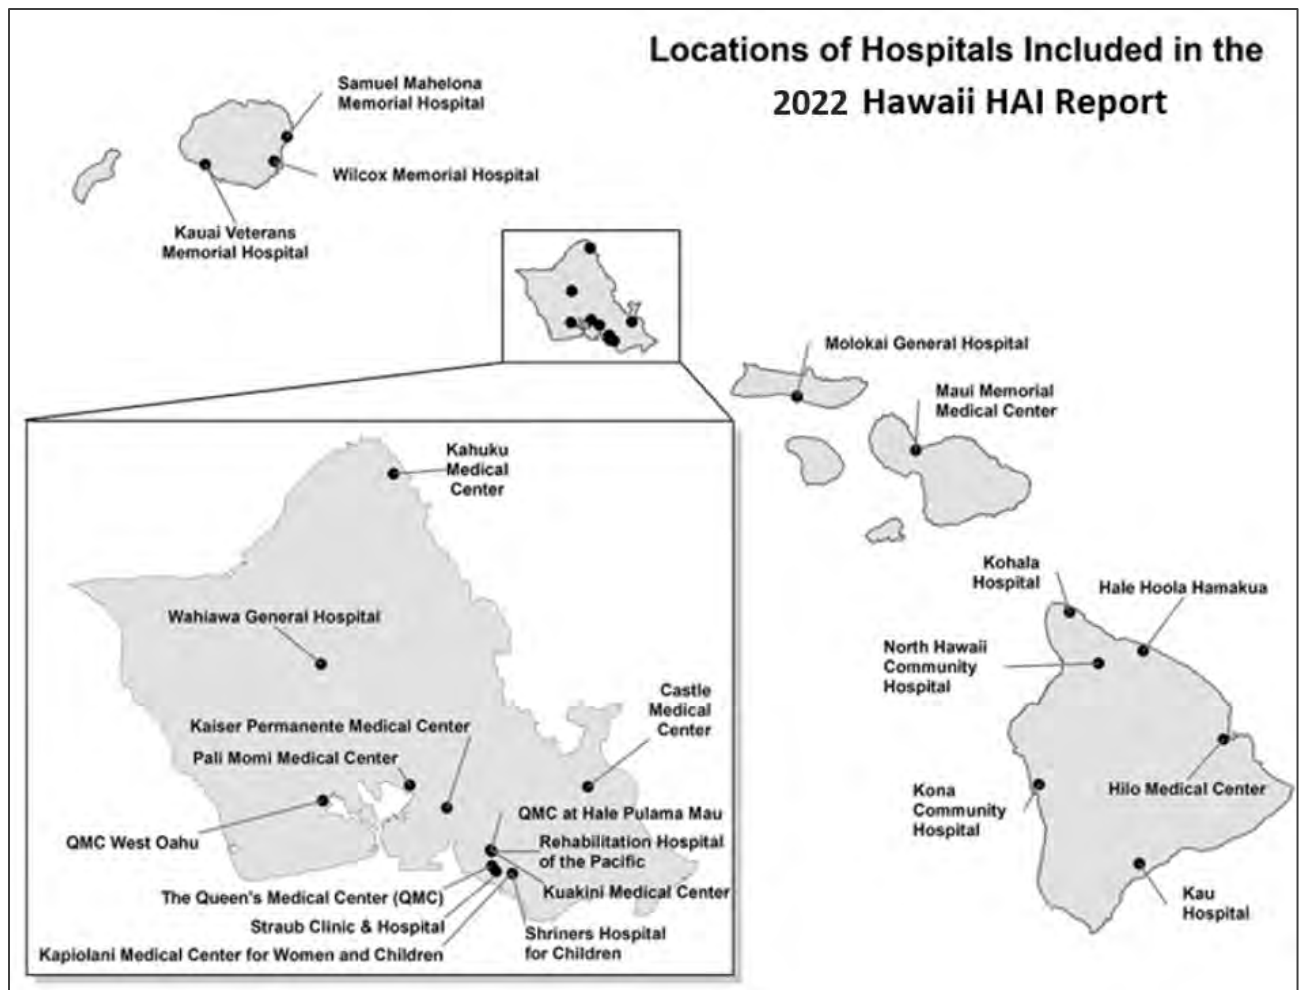 Locations of Hospitals Included in the
2022 Hawaii HAI Report
Samuel Mahelona
Memorial Hospital
Wilcox Memorial Hospital
Kauai Veterans
Memorial Hospital
Molokai General Hospital
Maui Memorial
Medical Center
Kahuku
Medical
Center
Wahiawa General Hospital
Castle
Medical
Center
Kaiser Permanente Medical Center
Pali Momi Medical Center
QMC West Oahu
QMC at Hale Pulama Mau
Rehabilitation Hospital
of the Pacific
Kuakini Medical Center
The Queen's Medical Center (QMC)
Straub Clinic & Hospital
Kapiolani Medical Center for Women and Children
Shriners Hospital
for Children
Kohala
Hospital
Hale Hoola Hamakua
North Hawaii
Community
Hospital
Hilo Medical Center
Kona
Community
Hospital
Kau
Hospital